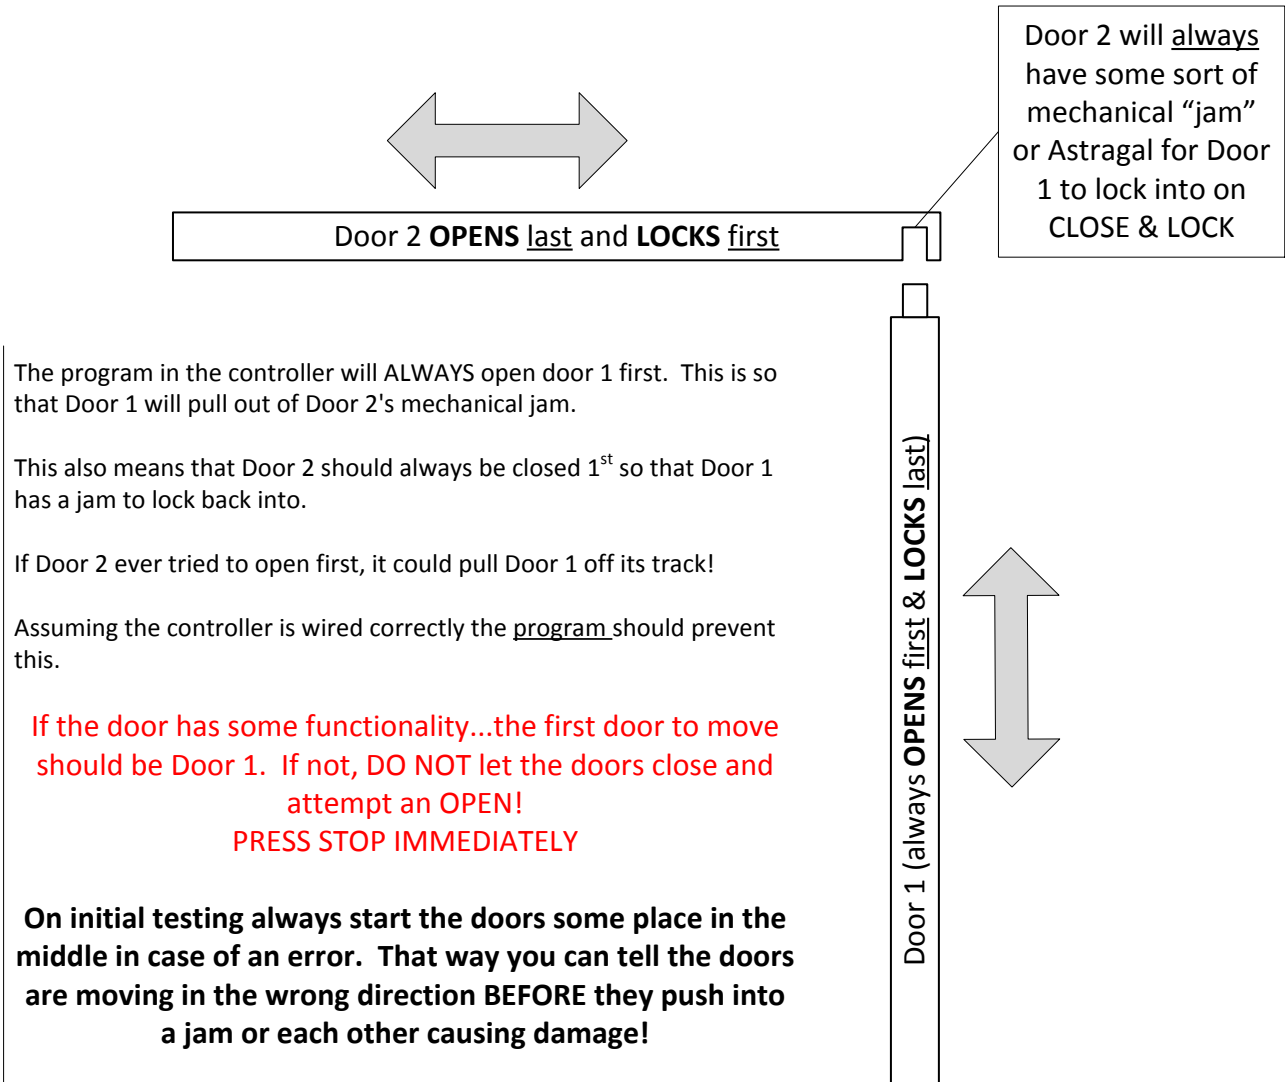 Door 2 will always
have some sort of
mechanical “jam”
or Astragal for Door
1 to lock into on
CLOSE & LOCK
Door 2 OPENS last and LOCKS first
The program in the controller will ALWAYS open door 1 first.  This is so
that Door 1 will pull out of Door 2's mechanical jam.
This also means that Door 2 should always be closed 1st so that Door 1
has a jam to lock back into.
If Door 2 ever tried to open first, it could pull Door 1 off its track!
Assuming the controller is wired correctly the program should prevent
this.
If the door has some functionality...the first door to move
should be Door 1.  If not, DO NOT let the doors close and
attempt an OPEN!
PRESS STOP IMMEDIATELY
On initial testing always start the doors some place in the
middle in case of an error.  That way you can tell the doors
are moving in the wrong direction BEFORE they push into
a jam or each other causing damage!
Door 1 (always OPENS first & LOCKS last)